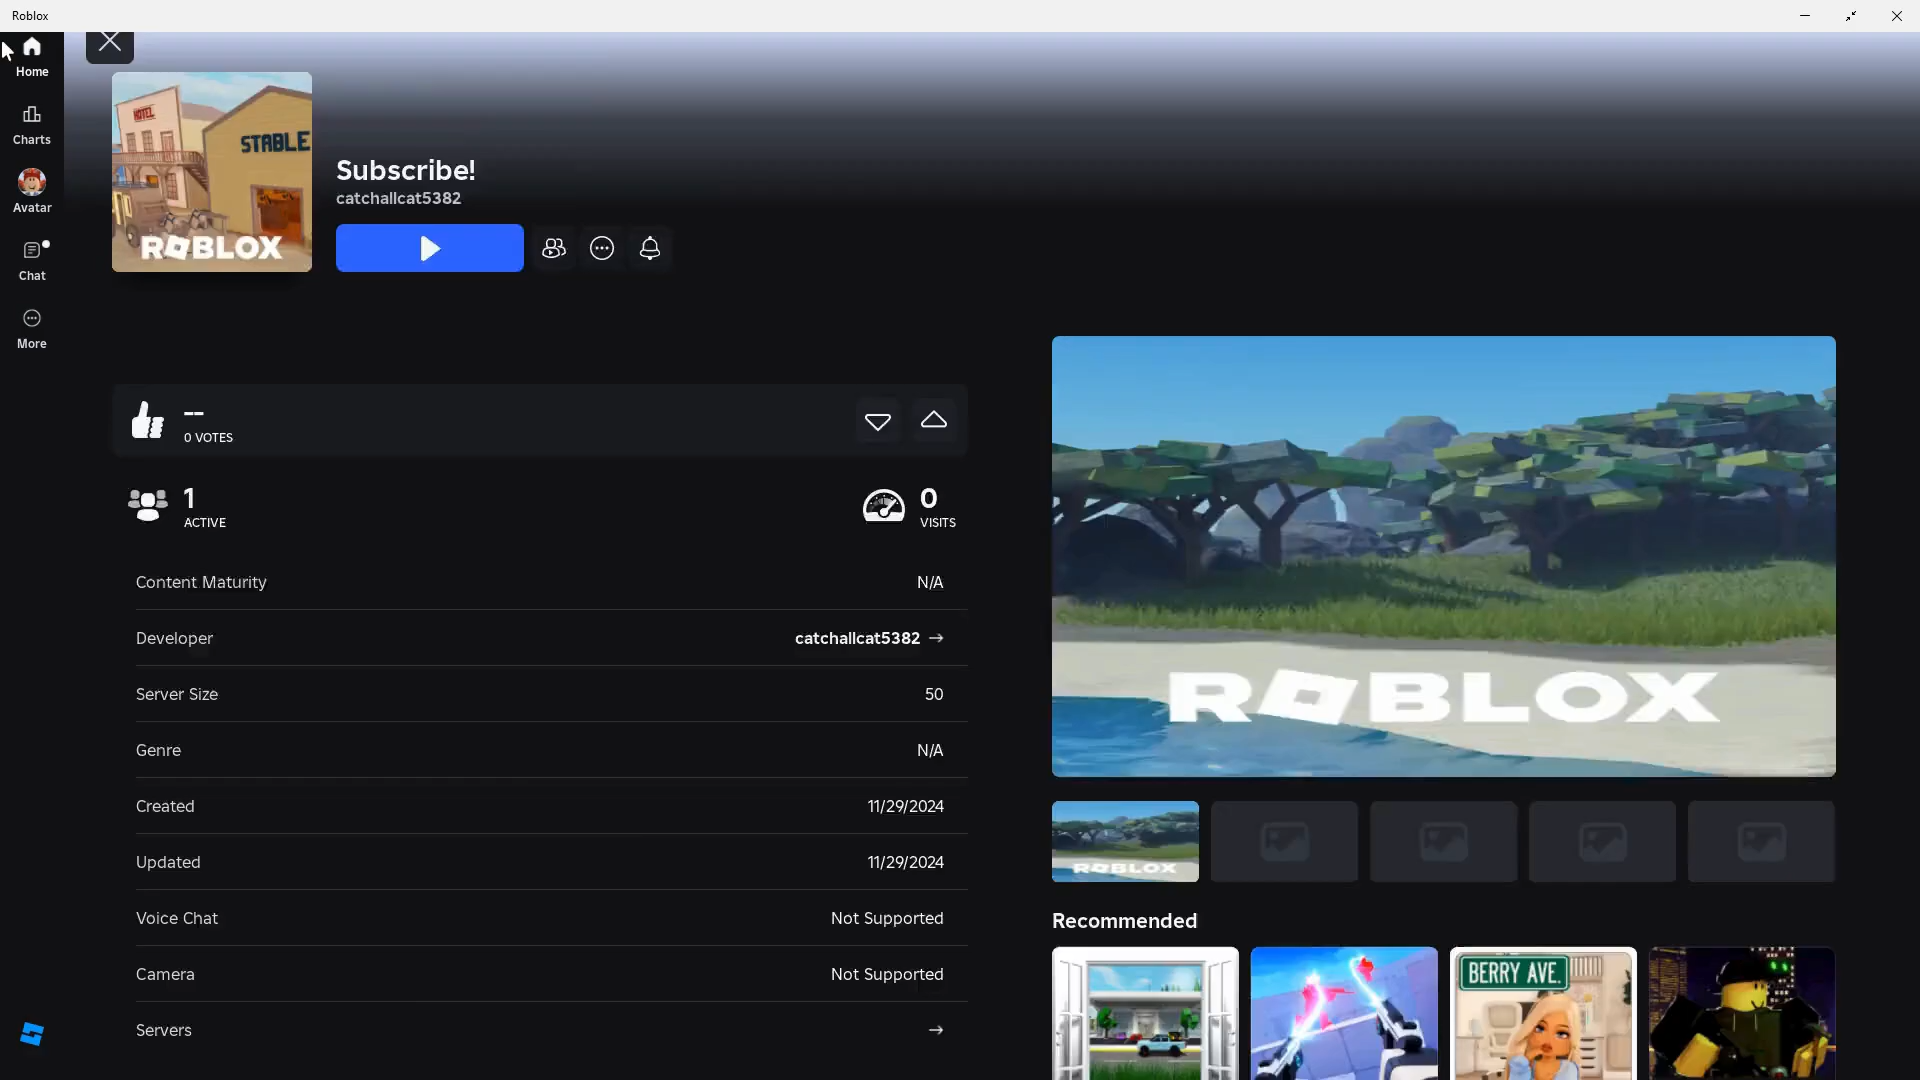 Roblox
Home
Charts
Avatar
Chat
More
HOTEL
STABLE
ROBLOX
Subscribe!
catchallcat5382
--
0 VOTES
1
ACTIVE
0
VISITS
Content Maturity
N/A
Developer
catchallcat5382
Server Size
50
Genre
N/A
Created
11/29/2024
Updated
11/29/2024
Voice Chat
Not Supported
Camera
Not Supported
Servers
ROBLOX
ROBLOX
Recommended
BERRY AVE.